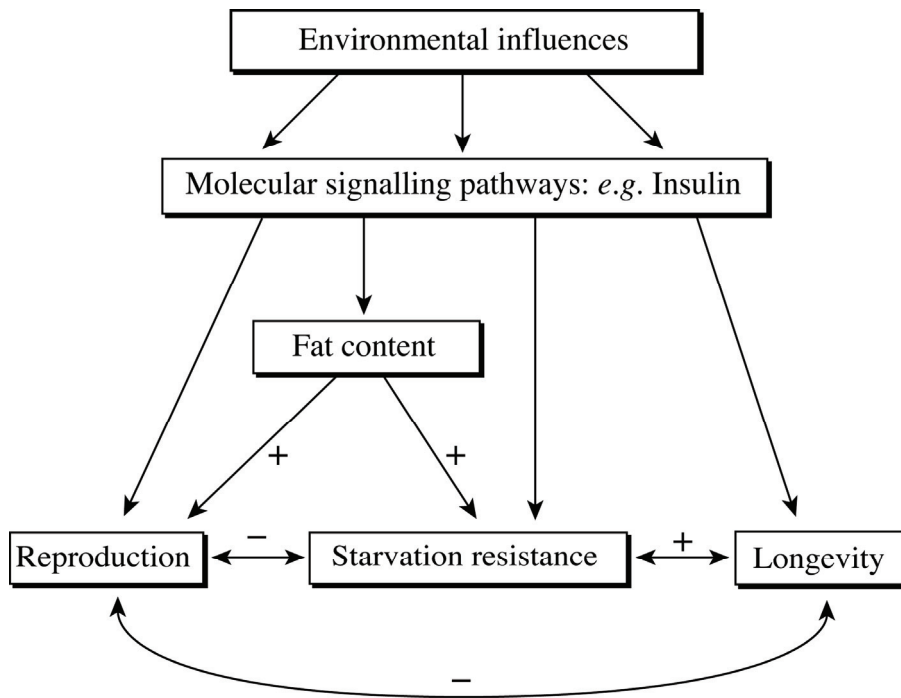 Environmental influences
Molecular signalling pathways: e.g. Insulin
Fat content
+ +
Reproduction − Starvation resistance + Longevity
−